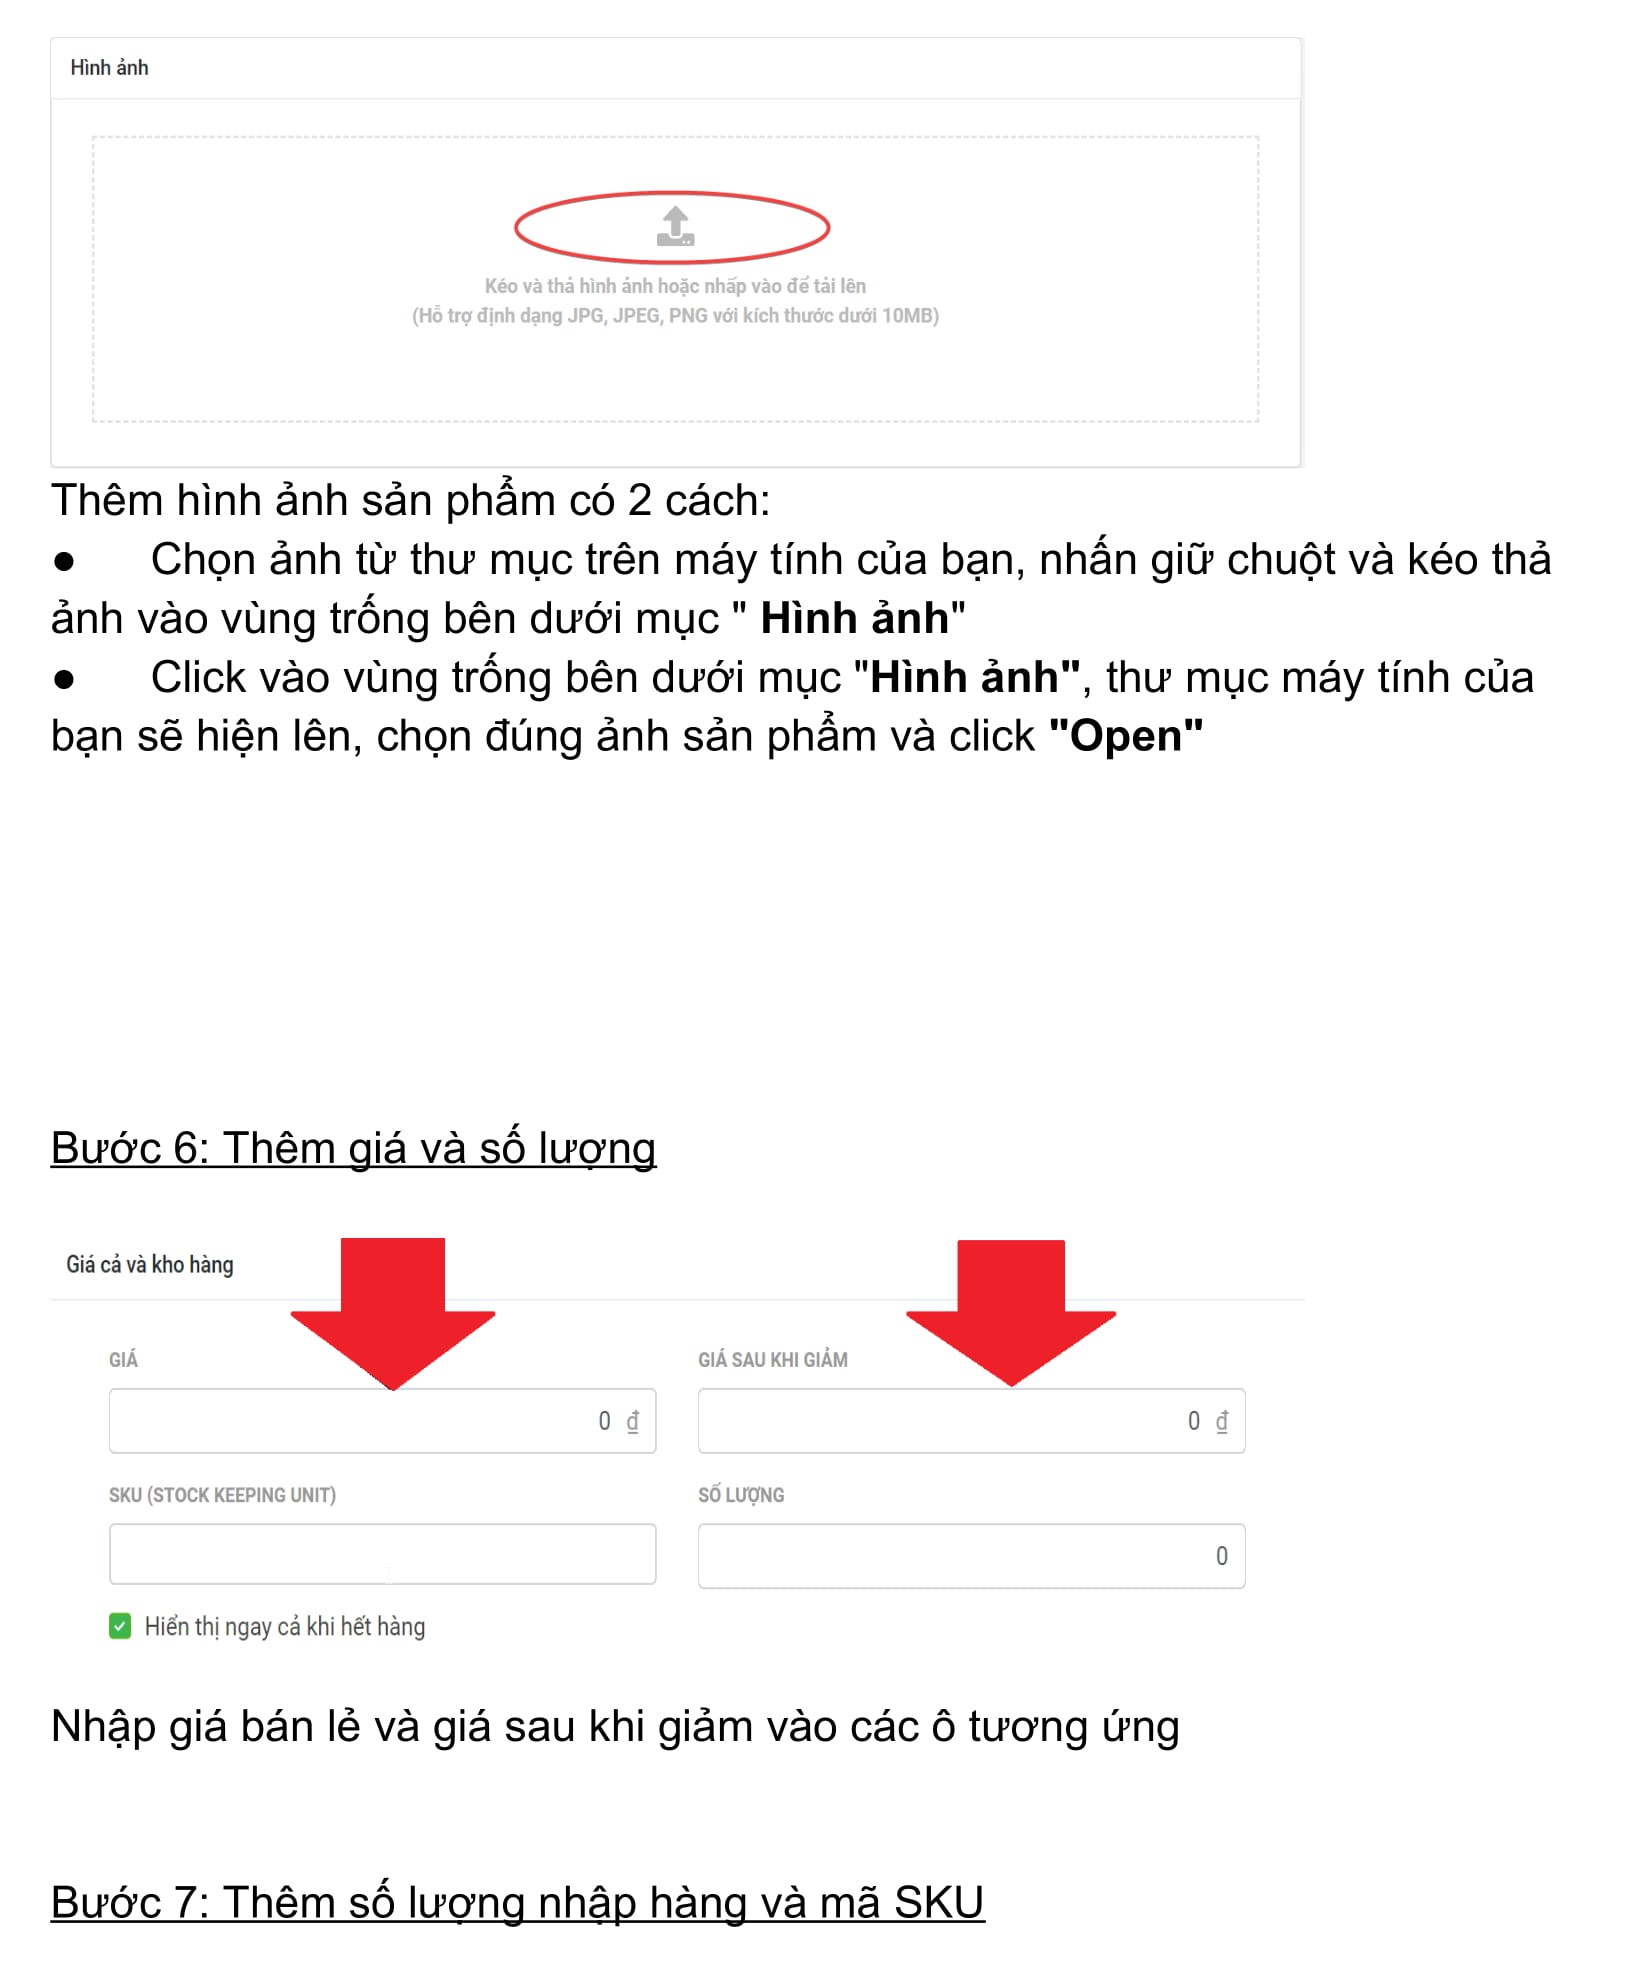 Hình ảnh
Kéo và thả hình ảnh hoặc nhấp vào để tải lên
(Hỗ trợ định dạng JPG, JPEG, PNG với kích thước dưới 10MB)
Thêm hình ảnh sản phẩm có 2 cách:
● Chọn ảnh từ thư mục trên máy tính của bạn, nhấn giữ chuột và kéo thả
ảnh vào vùng trống bên dưới mục " Hình ảnh"
● Click vào vùng trống bên dưới mục "Hình ảnh", thư mục máy tính của
bạn sẽ hiện lên, chọn đúng ảnh sản phẩm và click "Open"
Bước 6: Thêm giá và số lượng
Giá cả và kho hàng
GIÁ GIÁ SAU KHI GIẢM
0 ₫ 0 ₫
SKU (STOCK KEEPING UNIT) SỐ LƯỢNG
0
Hiển thị ngay cả khi hết hàng
Nhập giá bán lẻ và giá sau khi giảm vào các ô tương ứng
Bước 7: Thêm số lượng nhập hàng và mã SKU